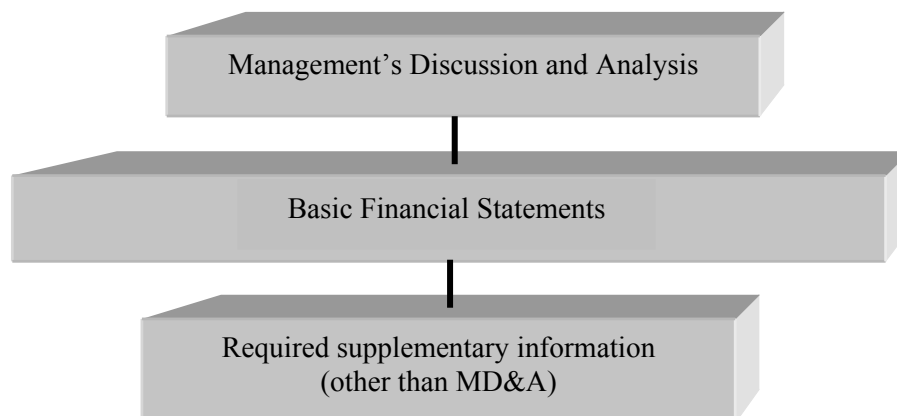 Management’s Discussion and Analysis
Basic Financial Statements
Required supplementary information
(other than MD&A)